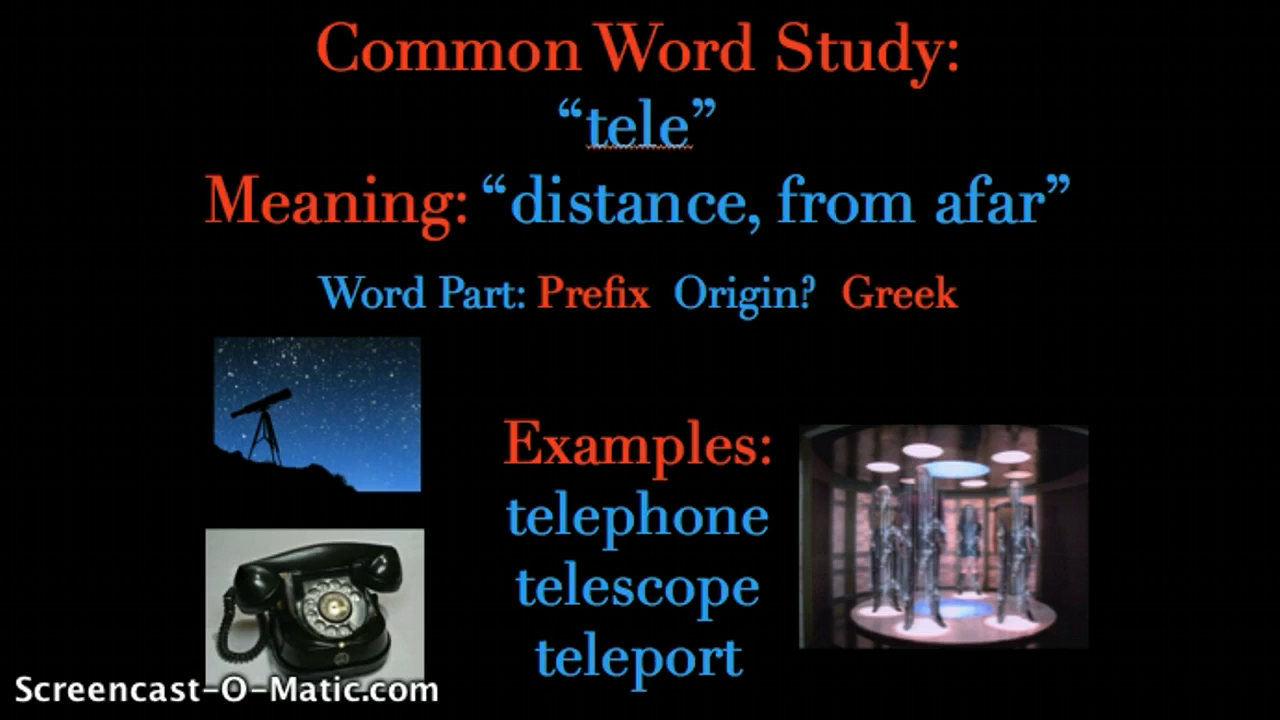 Common Word Study:
“tele”
Meaning: “distance, from afar”
Word Part: Prefix Origin? Greek
Examples:
telephone
telescope
teleport
Screencast-O-Matic.com